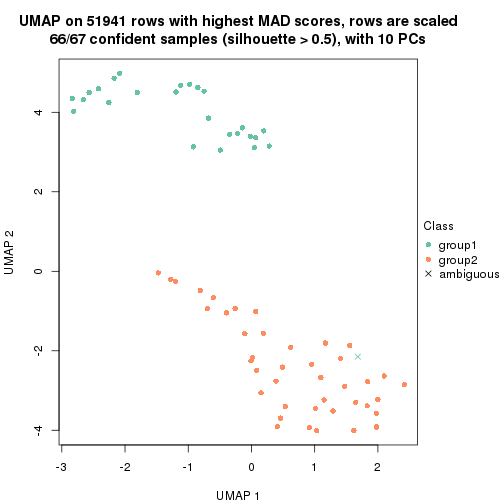 UMAP on 51941 rows with highest MAD scores, rows are scaled
66/67 confident samples (silhouette > 0.5), with 10 PCs
4
2
0
-2
-4
UMAP 2
-3
-2
-1
0
1
2
UMAP 1
Class
group1
group2
ambiguous